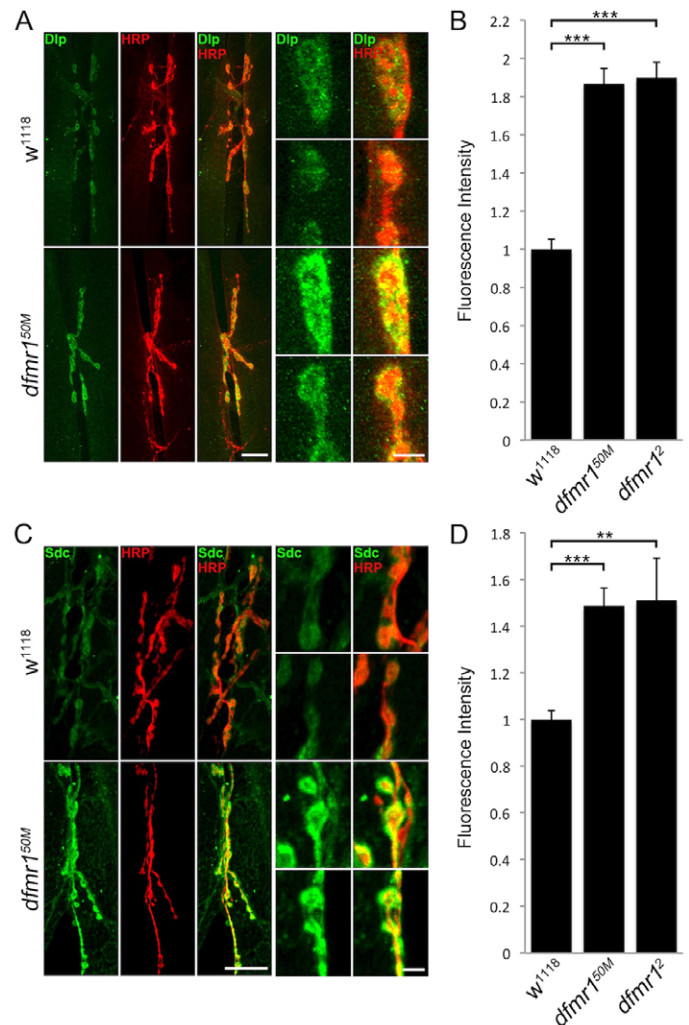 A
Dlp HRP Dlp HRP Dlp Dlp HRP
w1118
dfmr150M
B
***
***
Fluorescence Intensity
2.2
2
1.8
1.6
1.4
1.2
1
0.8
0.6
0.4
0.2
0
w1118 dfmr150M dfmr12
C
Sdc HRP Sdc HRP Sdc Sdc HRP
w1118
dfmr150M
D
**
***
Fluorescence Intensity
1.8
1.6
1.4
1.2
1
0.8
0.6
0.4
0.2
0
w1118 dfmr150M dfmr12